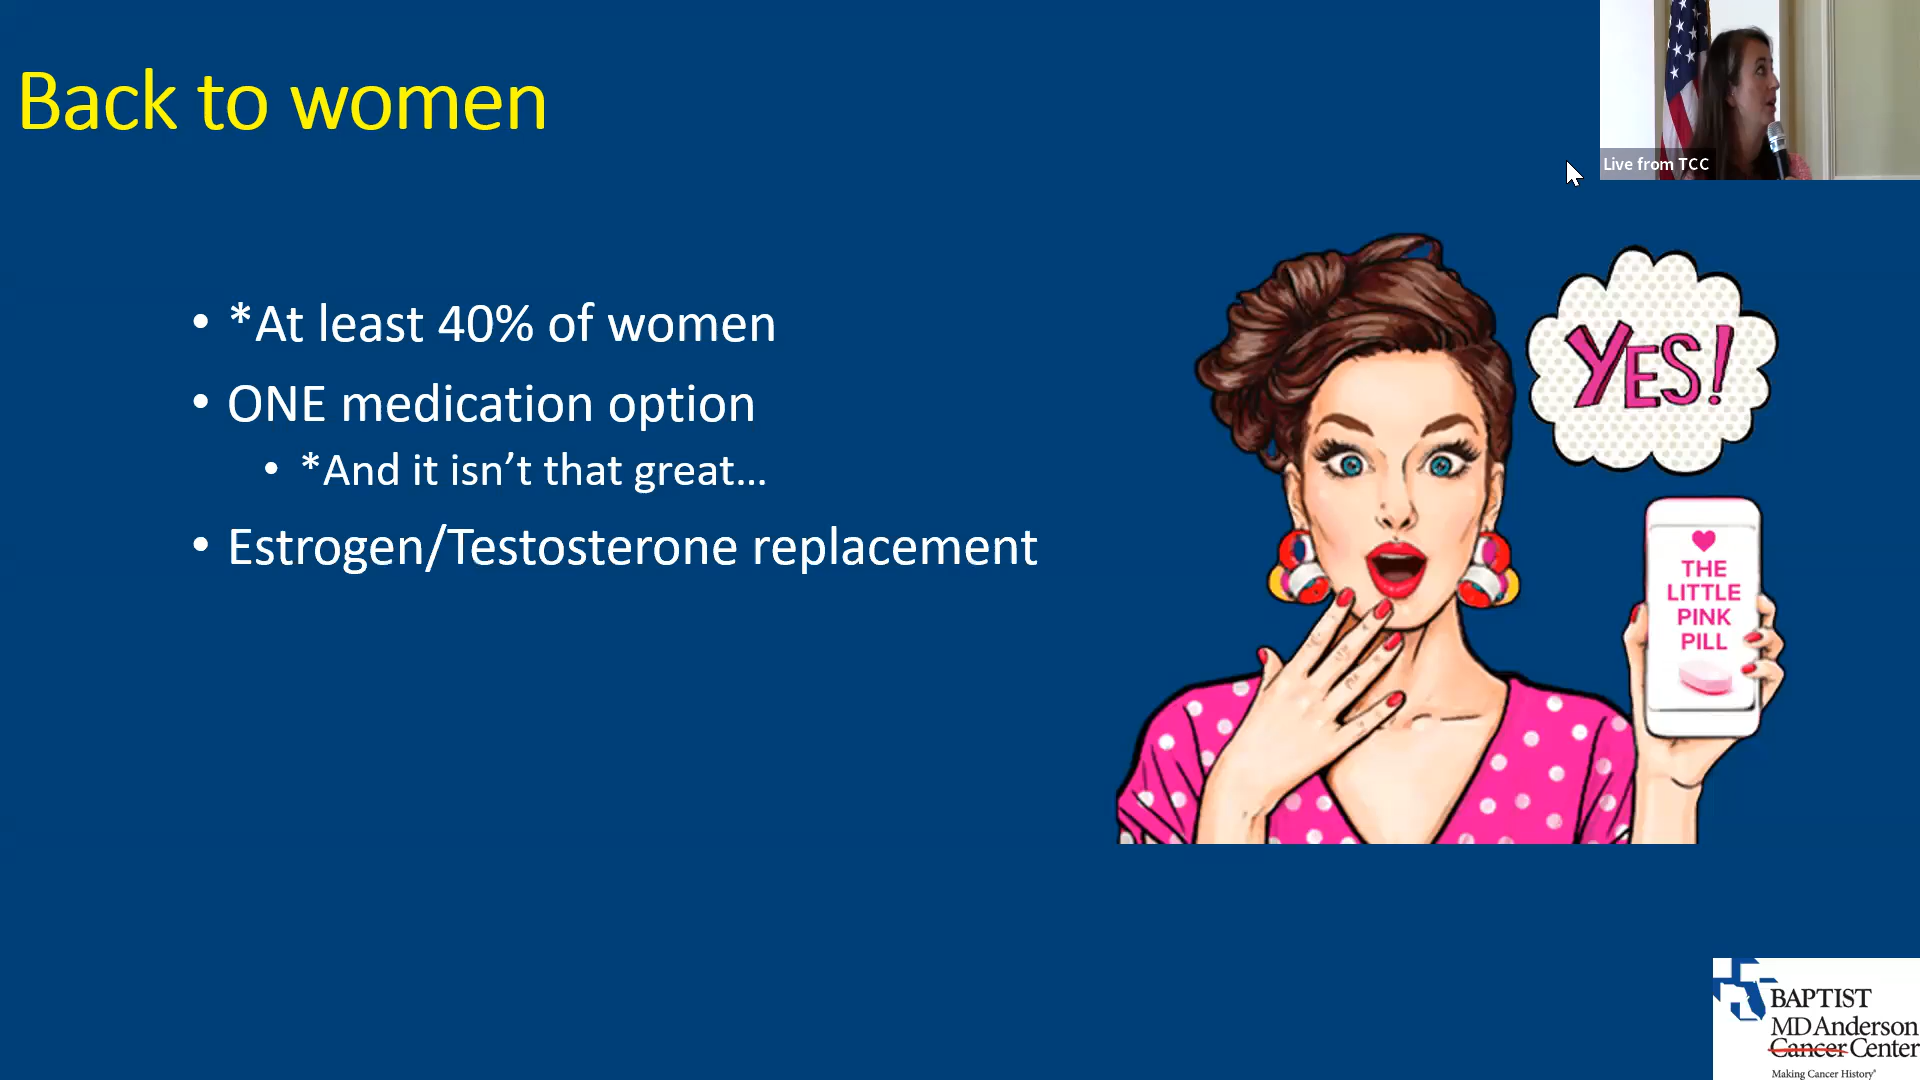 Back to women
Live from TCC
• *At least 40% of women
• ONE medication option
• *And it isn’t that great…
• Estrogen/Testosterone replacement
YES!
THE
LITTLE
PINK
PILL
BAPTIST
MD Anderson
Cancer Center
Making Cancer History®